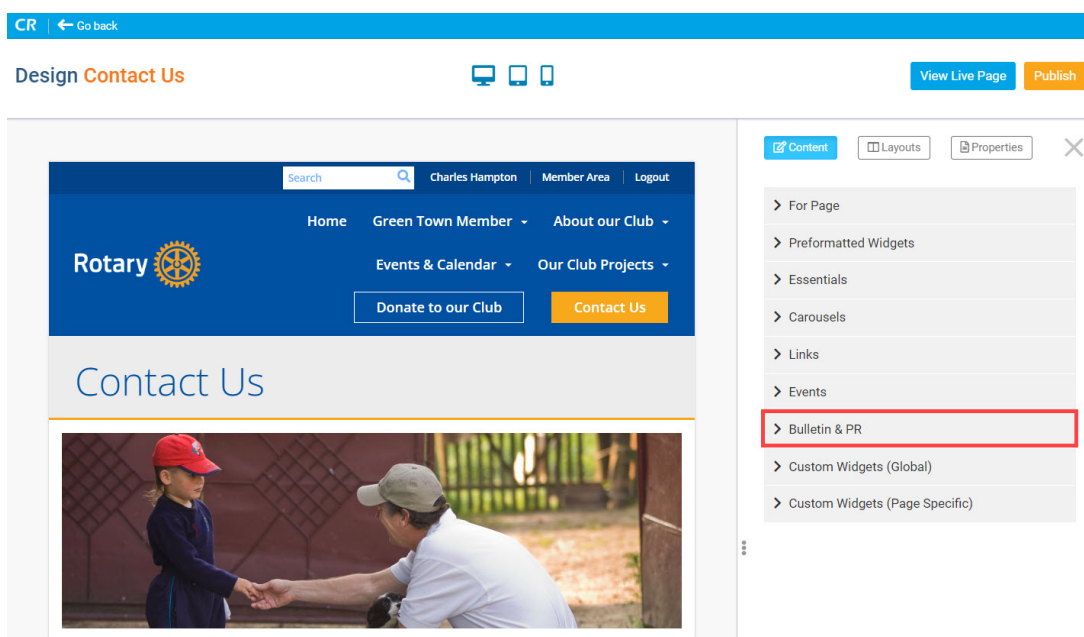 CR Go back
Design Contact Us
View Live Page Publish
Content Layouts Properties
Search Charles Hampton Member Area Logout
Home Green Town Member About our Club
Rotary
Events & Calendar Our Club Projects
Donate to our Club Contact Us
Contact Us
For Page
Preformatted Widgets
Essentials
Carousels
Links
Events
Bulletin & PR
Custom Widgets (Global)
Custom Widgets (Page Specific)